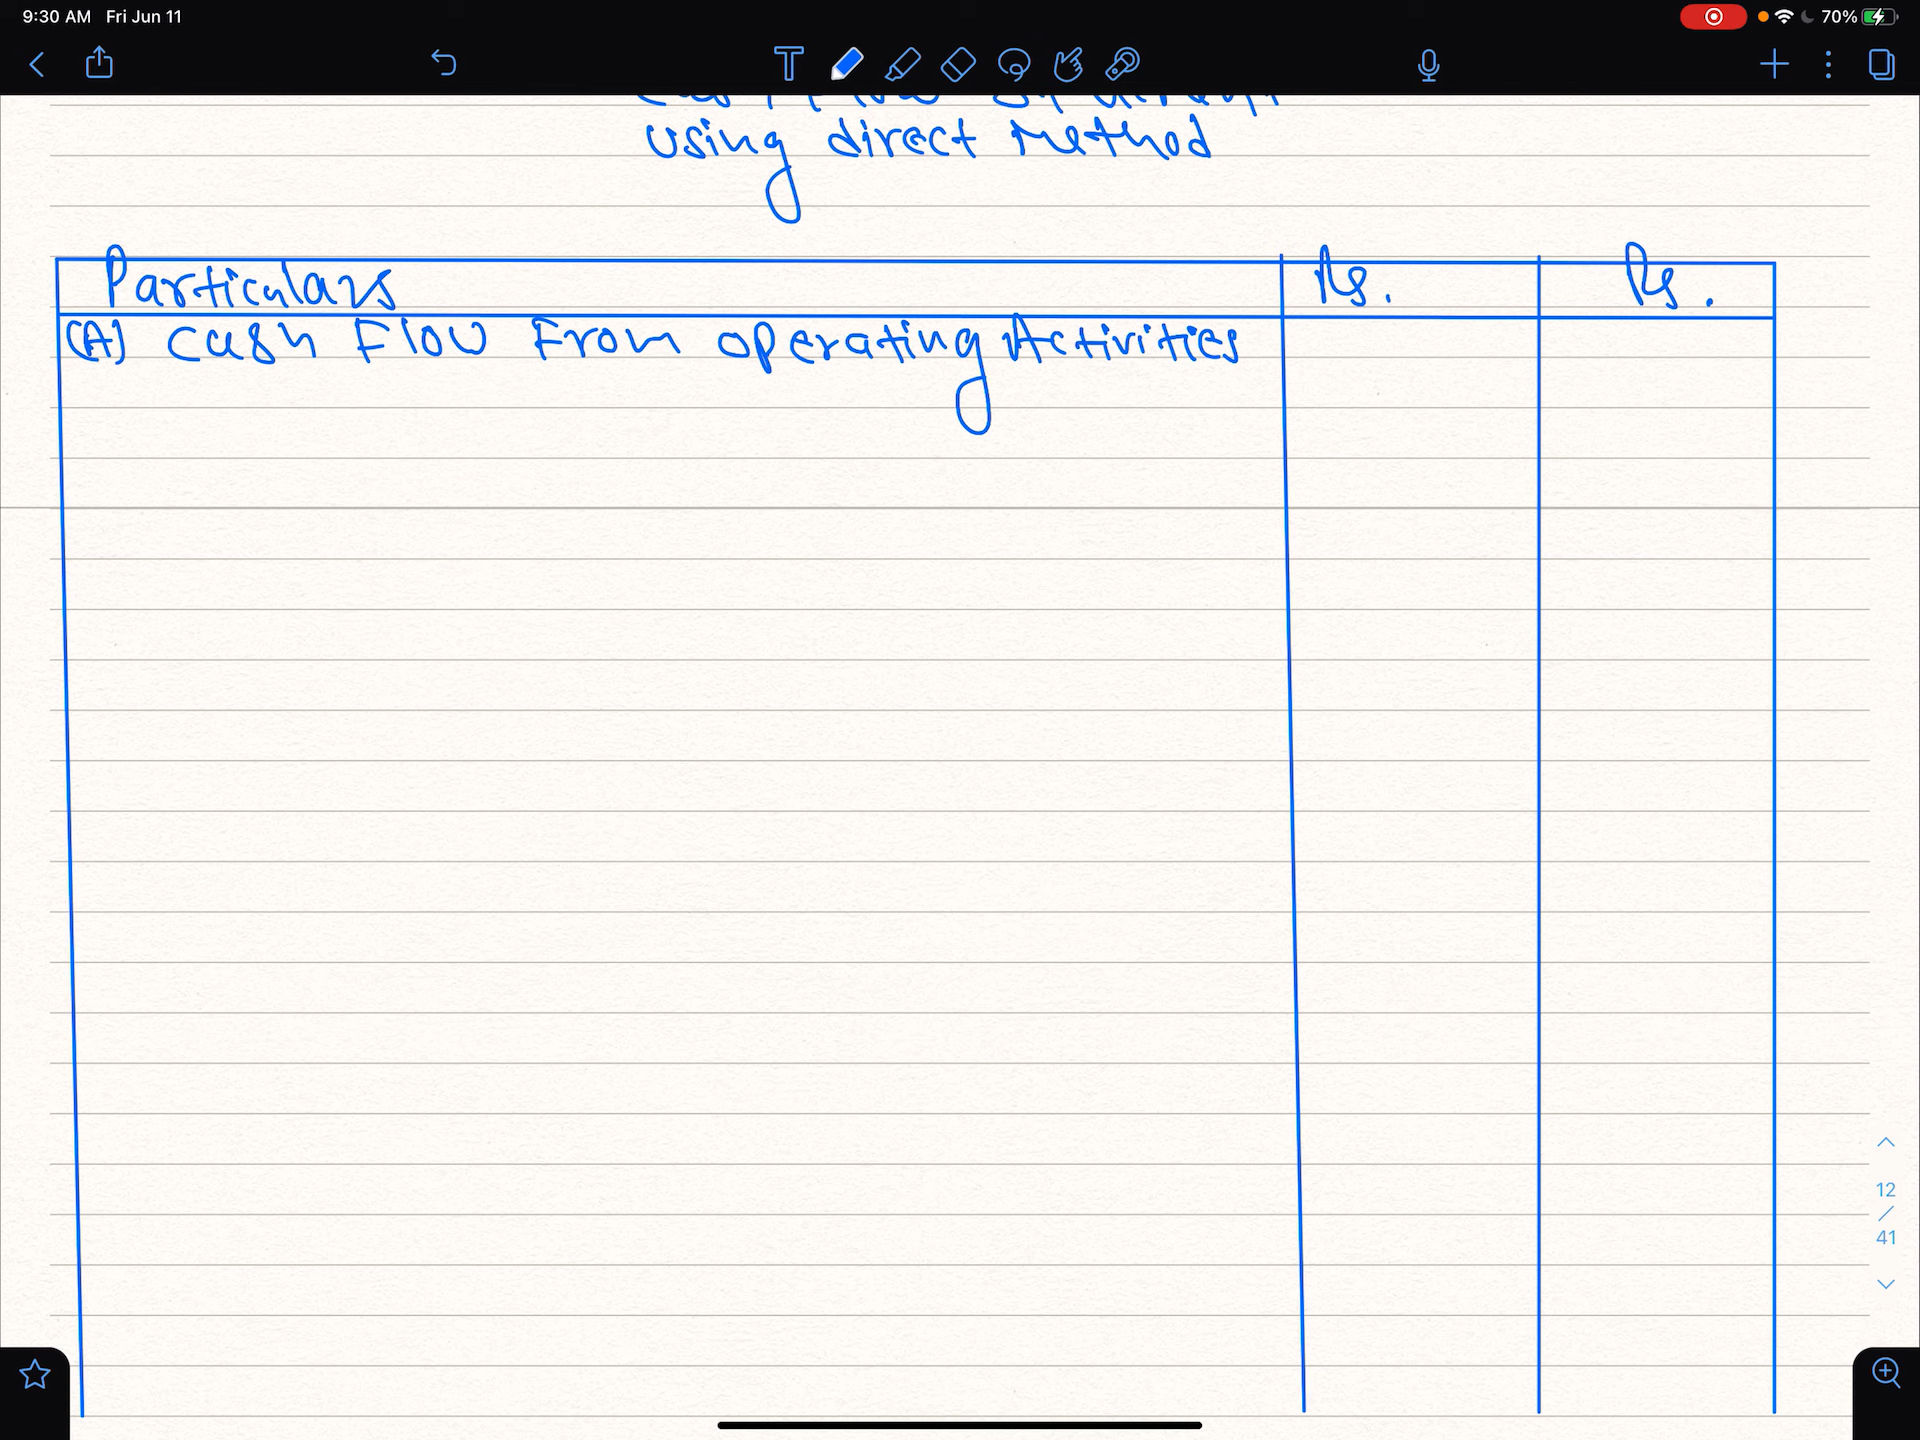 9:30 AM Fri Jun 11
70%
using direct Method
Particulars Rs. Rs.
(A) Cash Flow From operating Activities
12
/
41